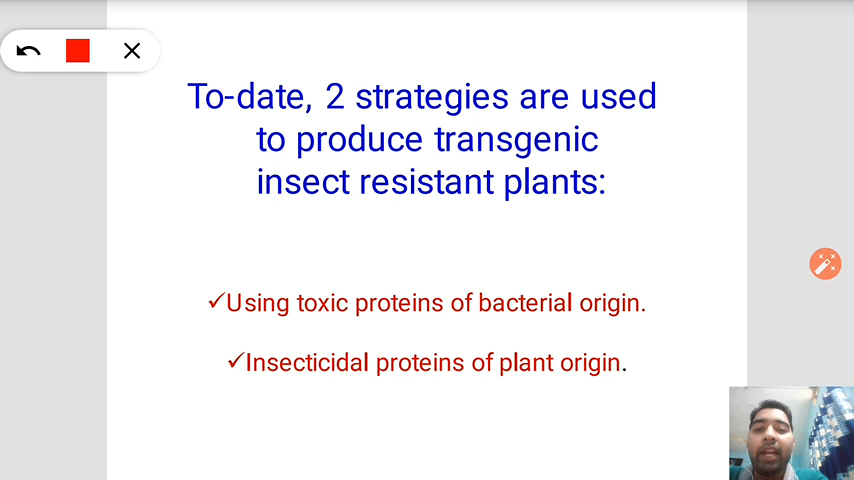 To-date, 2 strategies are used
to produce transgenic
insect resistant plants:
✓Using toxic proteins of bacterial origin.
✓Insecticidal proteins of plant origin.